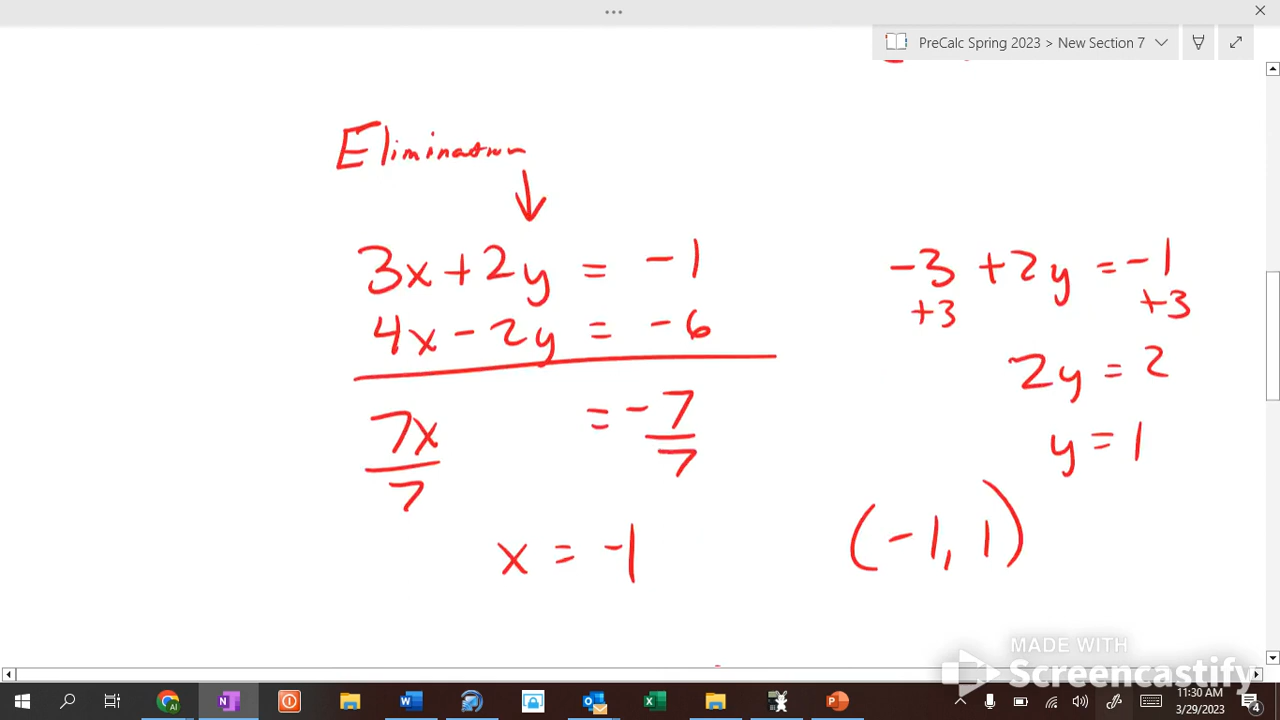 PreCalc Spring 2023 > New Section 7
Elimination
3x + 2y = -1
4x - 2y = -6
7x = -7
7 7
x = -1
-3 + 2y = -1
+3 +3
2y = 2
y = 1
(-1, 1)
MADE WITH
Screencastify
11:30 AM
3/29/2023
4